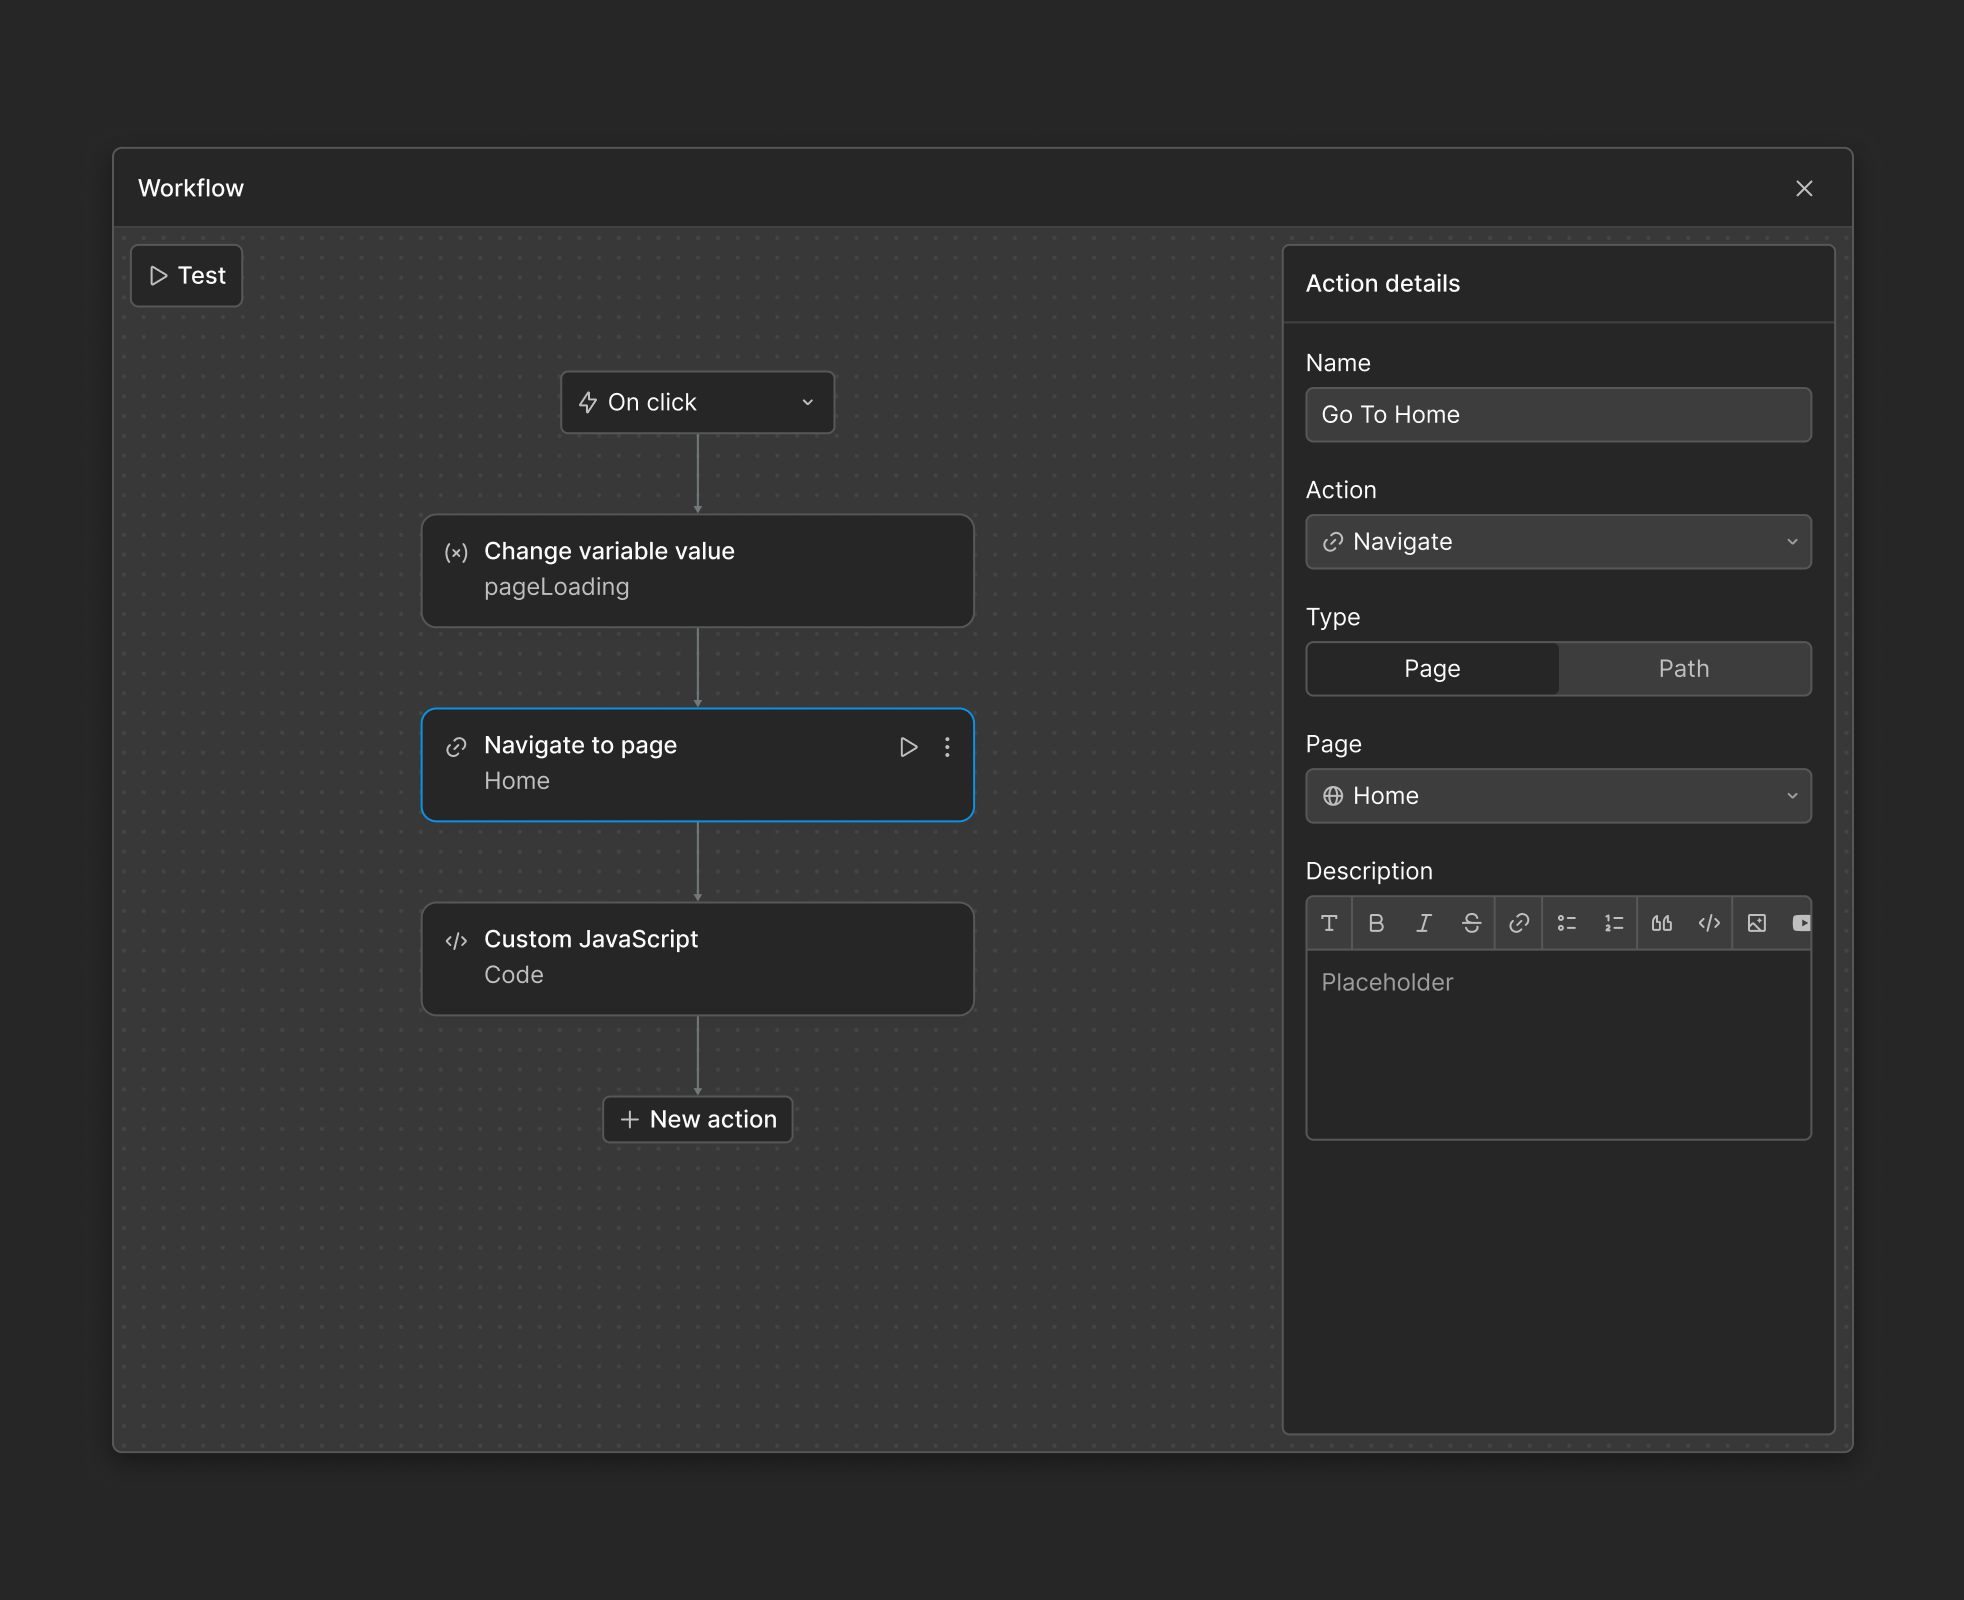 Workflow
Test
On click
Change variable value
pageLoading
Navigate to page
Home
Custom JavaScript
Code
New action
Action details
Name
Go To Home
Action
Navigate
Type
Page Path
Page
Home
Description
Placeholder